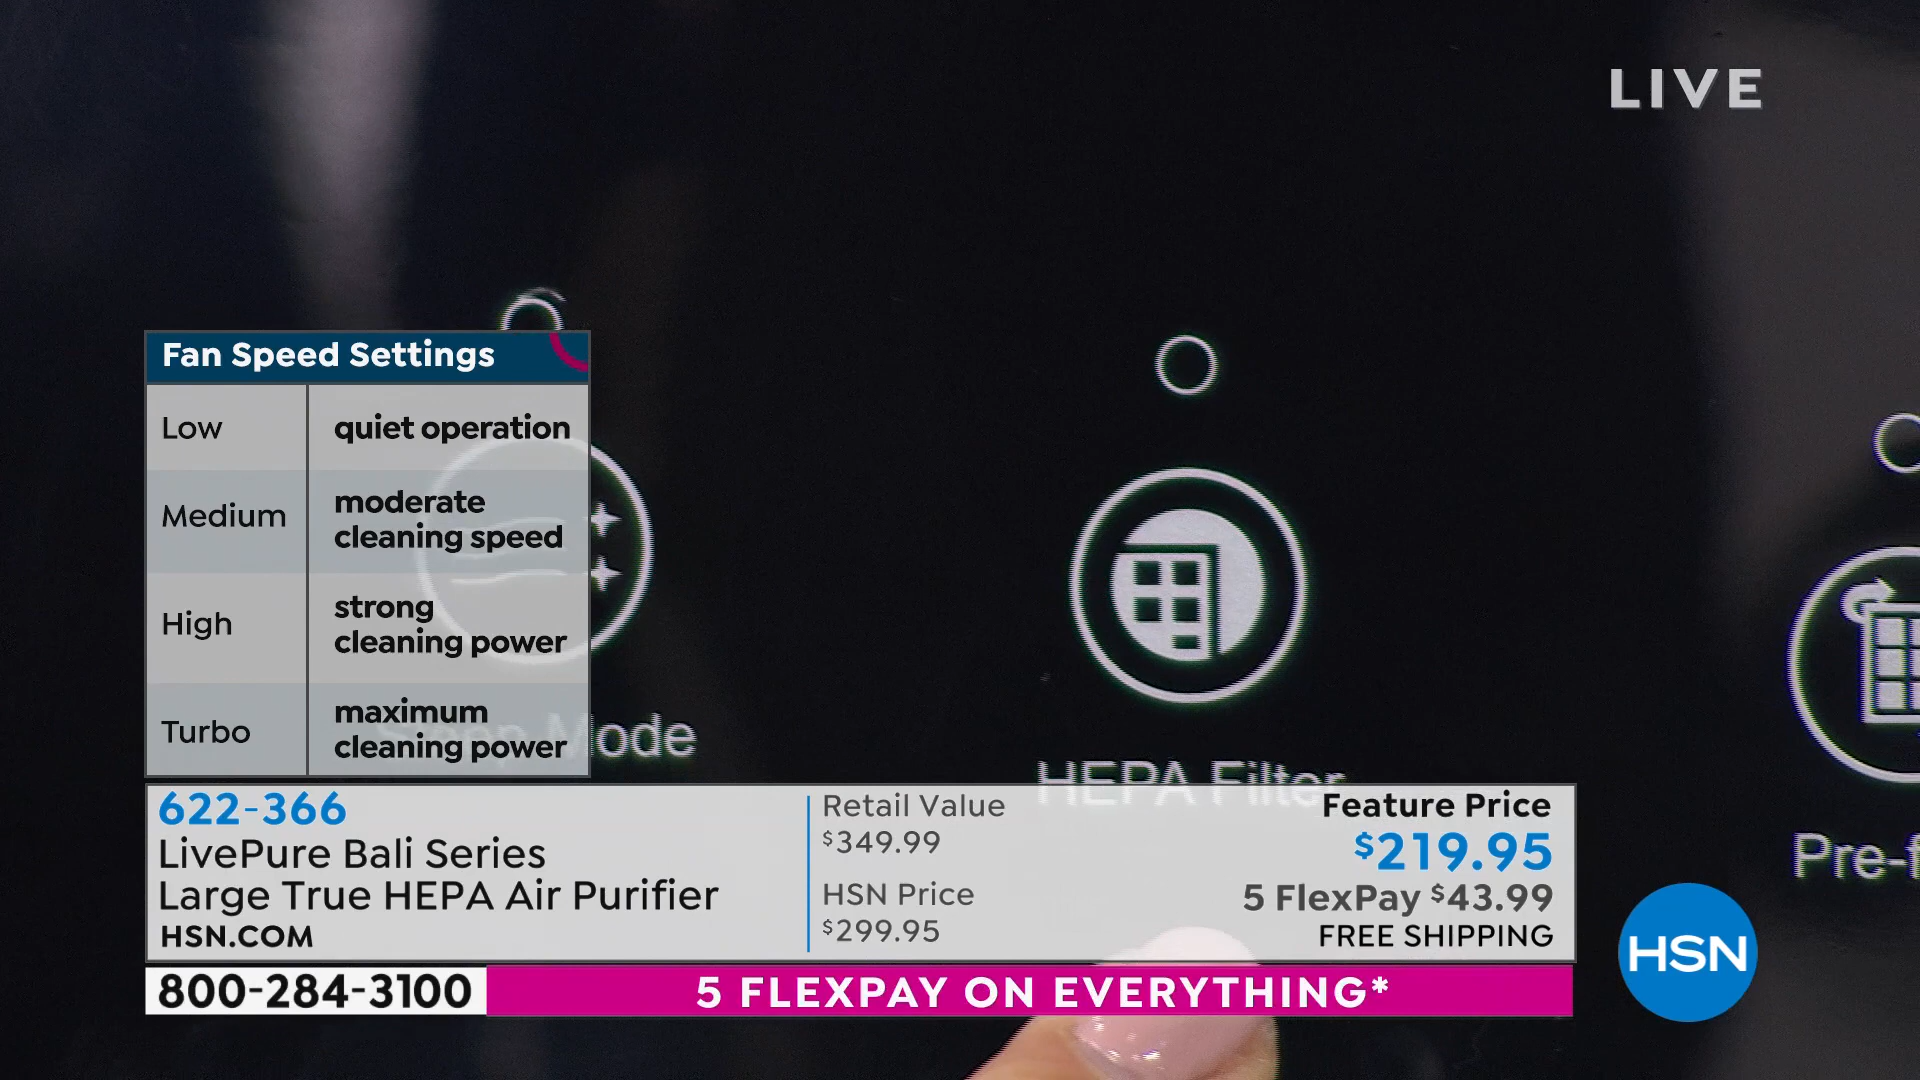 LIVE
Fan Speed Settings
Low
quiet operation
Medium
moderate
cleaning speed
High
strong
cleaning power
Turbo
maximum
cleaning power
Mode
HEPA Filter
Pre-f
622-366
LivePure Bali Series
Large True HEPA Air Purifier
HSN.COM
Retail Value
$349.99
HSN Price
$299.95
Feature Price
$219.95
5 FlexPay $43.99
FREE SHIPPING
HSN
800-284-3100
5 FLEXPAY ON EVERYTHING*